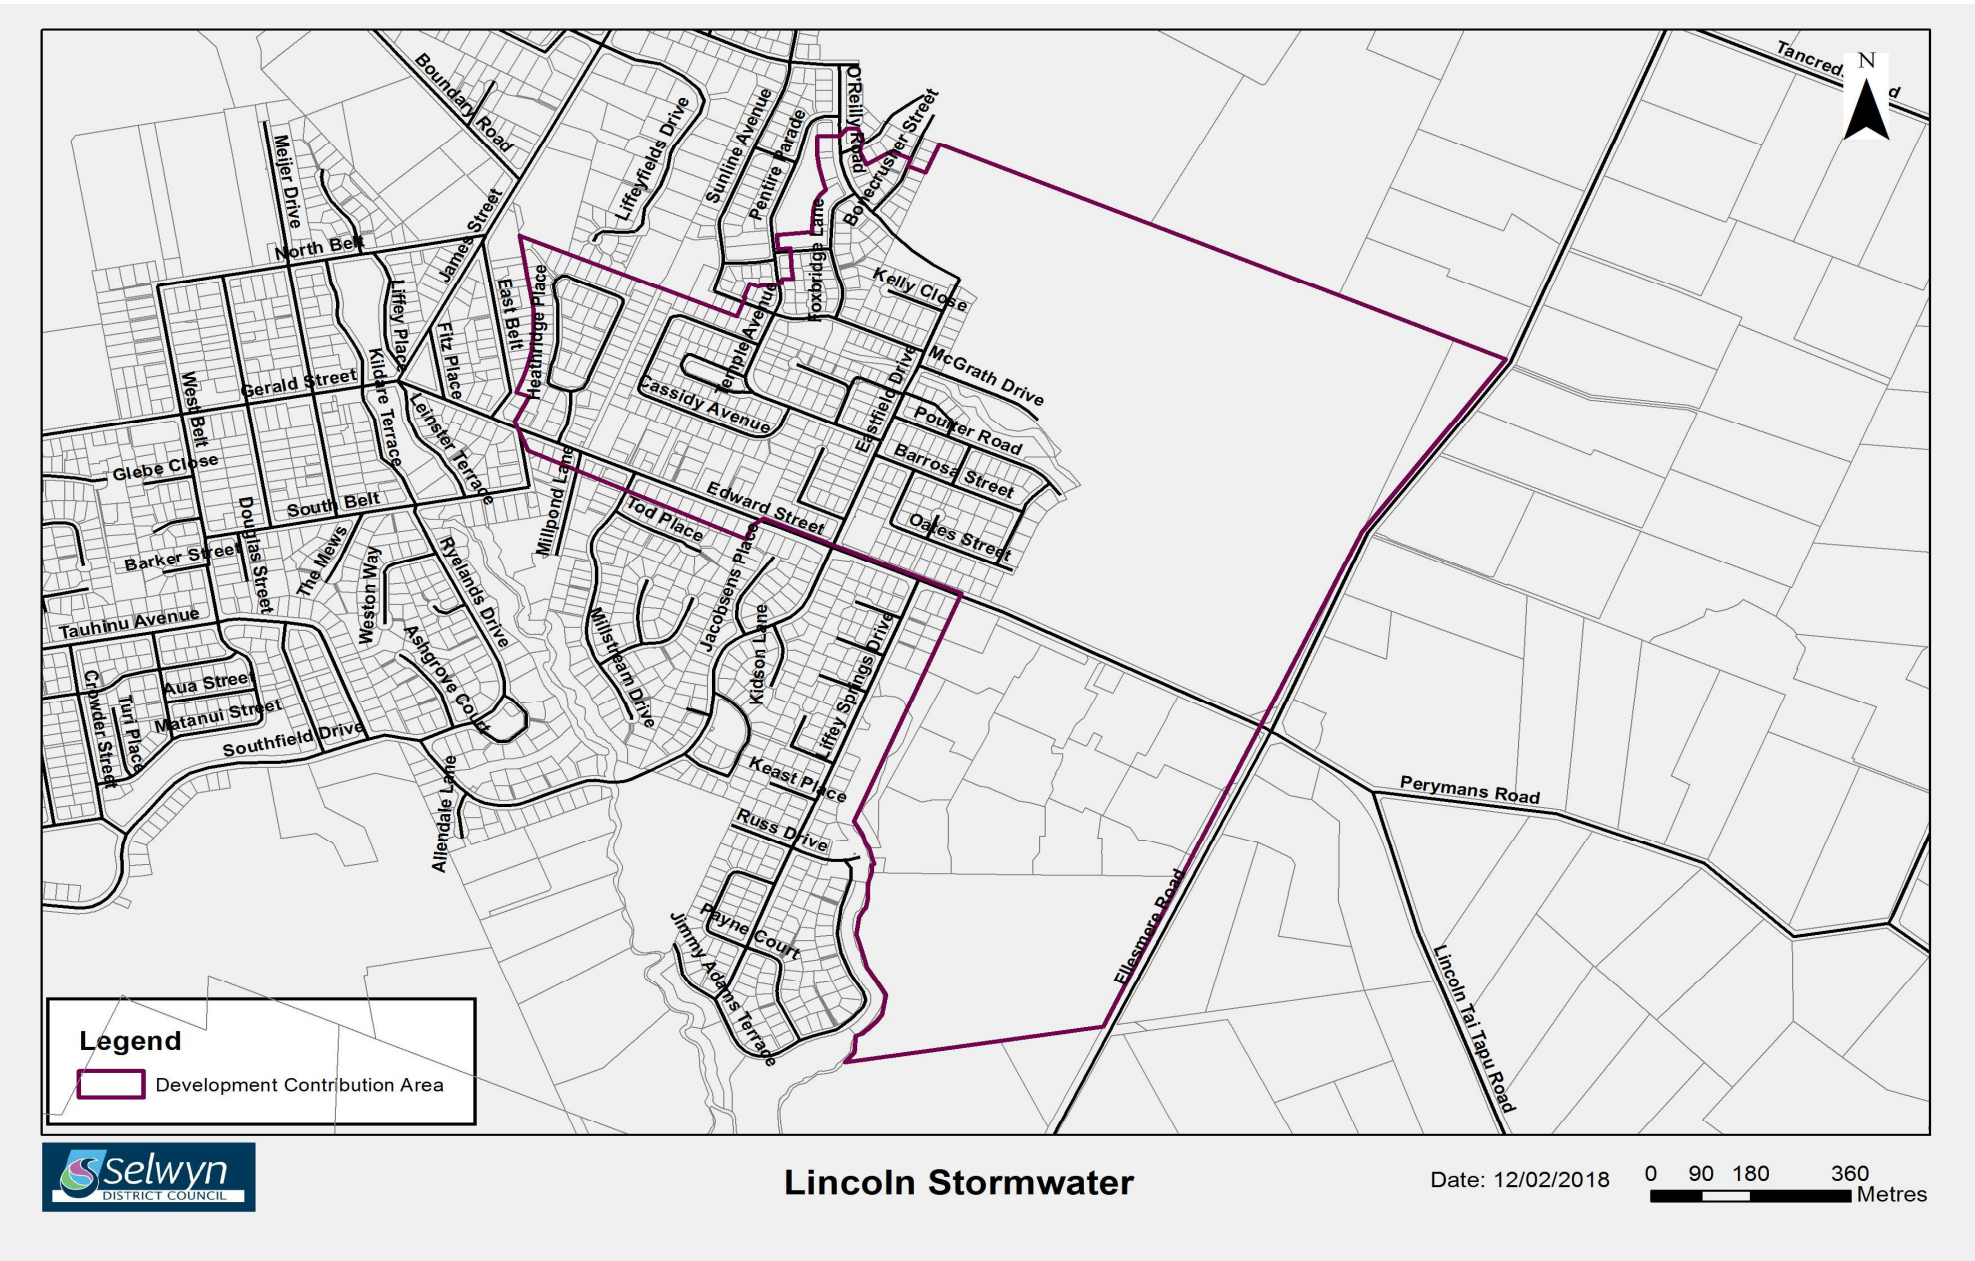 Tancred
d
N
Boundary Road
O'Reilly Road
Bonecrusher Street
Liffeyfields Drive
Sunline Avenue
Pentire Parade
Meijer Drive
James Street
North Belt
Foxbridge Lane
Kelly Close
Liffey Place
East Belt
Heathridge Place
Fitz Place
Temple Avenue
McGrath Drive
Kildare Terrace
Gerald Street
West Belt
Cassidy Avenue
Eastfield Drive
Poulter Road
Leinster Terrace
Barrosa Street
Glebe Close
South Belt
Millpond Lane
Edward Street
Tod Place
Oates Street
Douglas Street
The Mews
Barker Street
Weston Way
Ryelands Drive
Jacobsens Place
Tauhinu Avenue
Ashgrove Court
Millstream Drive
Kidson Lane
Liffey Springs Drive
Crowder Street
Turi Place
Aua Street
Matanui Street
Southfield Drive
Allendale Lane
Keast Place
Russ Drive
Perymans Road
Payne Court
Jimmy Adams Terrace
Ellesmere Road
Lincoln Tai Tapu Road
Legend
Development Contribution Area
Selwyn
DISTRICT COUNCIL
Lincoln Stormwater
Date: 12/02/2018
0 90 180 360
Metres